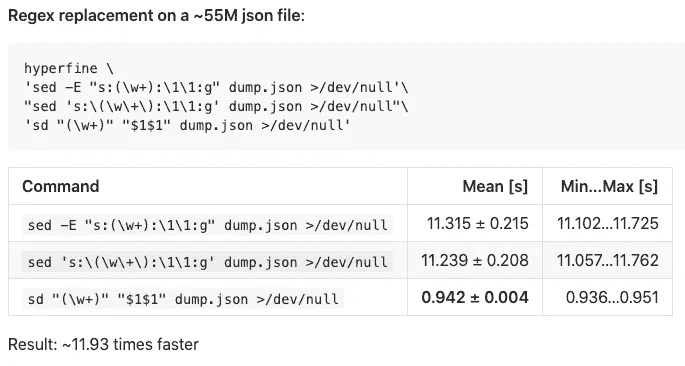 Regex replacement on a ~55M json file:
hyperfine \
'sed -E "s:(\w+):\1\1:g" dump.json >/dev/null'\
"sed 's:\(\w\+\):\1\1:g' dump.json >/dev/null"\
'sd "(\w+)" "$1$1" dump.json >/dev/null'
Command Mean [s] Min...Max [s]
sed -E "s:(\w+):\1\1:g" dump.json >/dev/null 11.315 ± 0.215 11.102...11.725
sed 's:\(\w\+\):\1\1:g' dump.json >/dev/null 11.239 ± 0.208 11.057...11.762
sd "(\w+)" "$1$1" dump.json >/dev/null 0.942 ± 0.004 0.936...0.951
Result: ~11.93 times faster